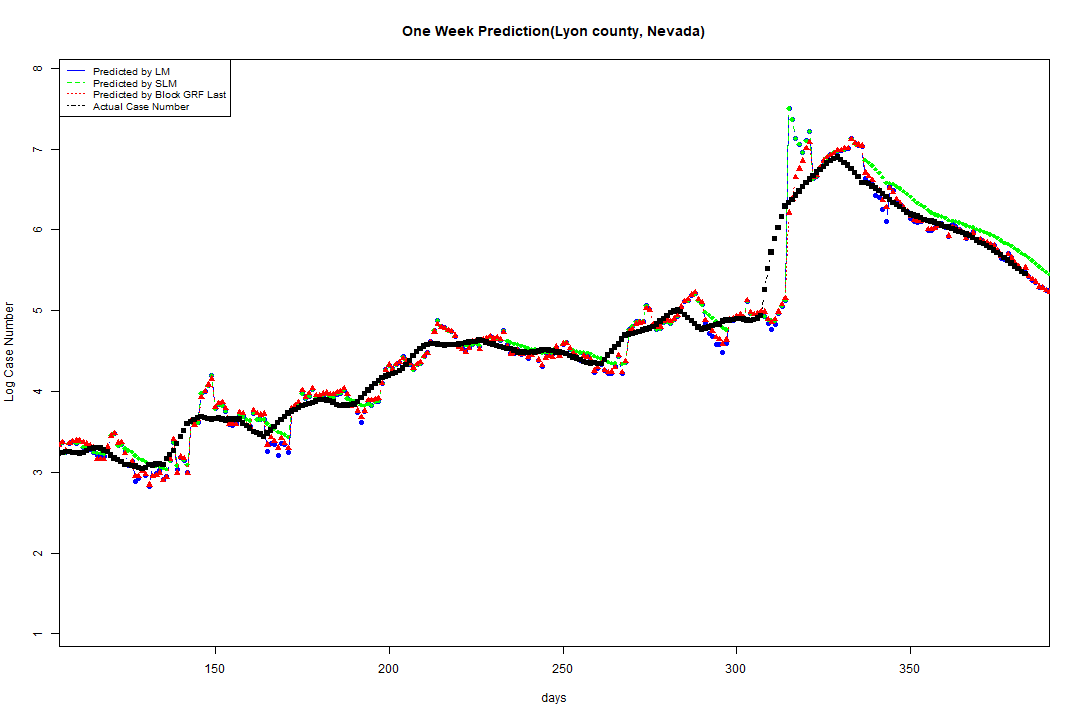 One Week Prediction(Lyon county, Nevada)
Predicted by LM
Predicted by SLM
Predicted by Block GRF Last
Actual Case Number
8
7
6
5
4
3
2
1
Log Case Number
150
200
250
300
350
days